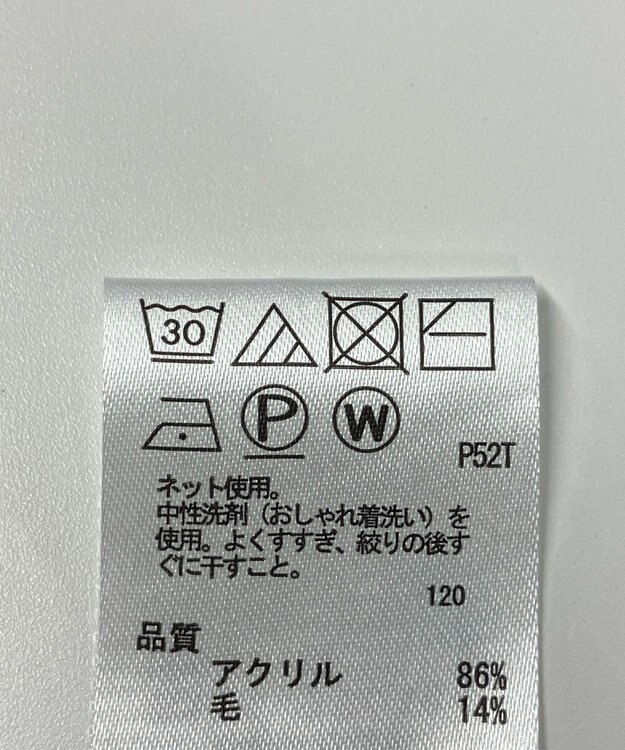 30
P W
P52T
ネット使用。
中性洗剤（おしゃれ着洗い）を
使用。よくすすぎ、絞りの後す
ぐに干すこと。
120
品質
アクリル 86%
毛 14%